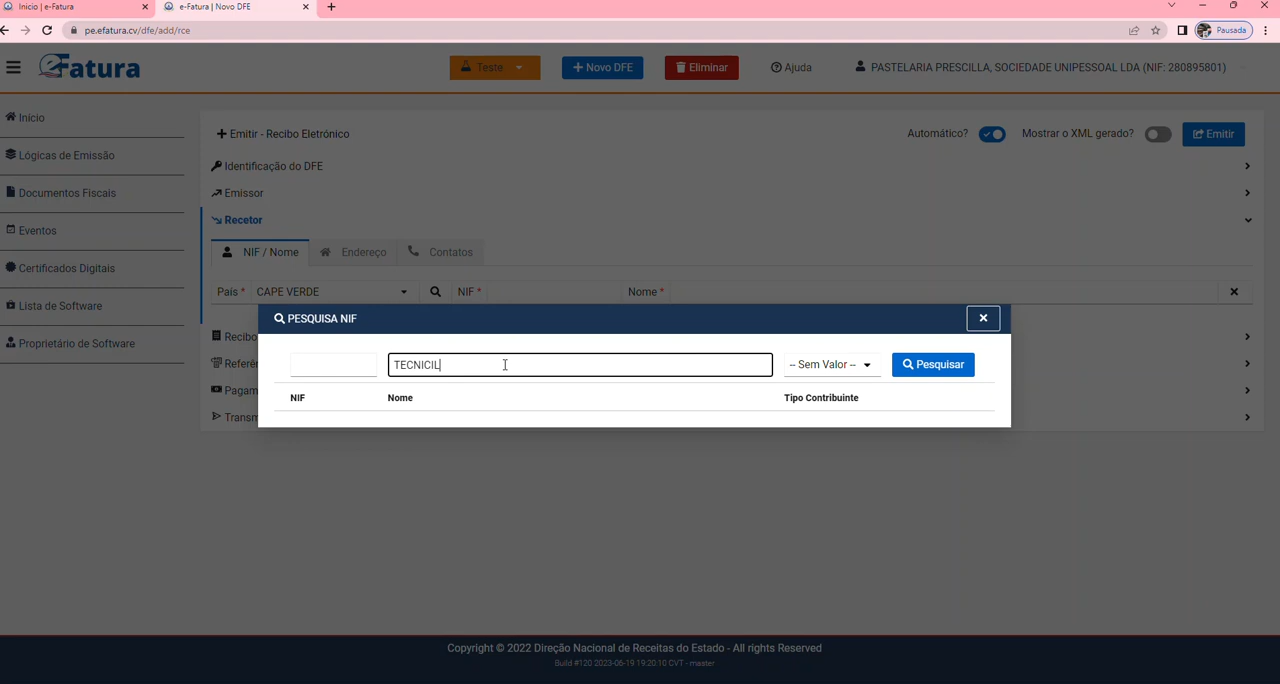 Inicio | e-Fatura
e-Fatura | Novo DFE
pe.efatura.cv/dfe/add/rce
Pausada
eFatura
Teste
Novo DFE
Eliminar
Ajuda
PASTELARIA PRESCILLA, SOCIEDADE UNIPESSOAL LDA (NIF: 280895801)
Inicio
Lógicas de Emissão
Documentos Fiscais
Eventos
Certificados Digitais
Lista de Software
Proprietário de Software
Emitir - Recibo Eletrónico
Automático?
Mostrar o XML gerado?
Emitir
Identificação do DFE
Emissor
Recetor
NIF / Nome
Endereço
Contatos
País *
CAPE VERDE
NIF *
Nome *
PESQUISA NIF
Recibo
TECNICIL
-- Sem Valor --
Pesquisar
Referê
Pagam
NIF
Nome
Tipo Contribuinte
Transm
Copyright © 2022 Direção Nacional de Receitas do Estado - All rights Reserved
Build #120 2023-06-19 19:20:10 CVT - master